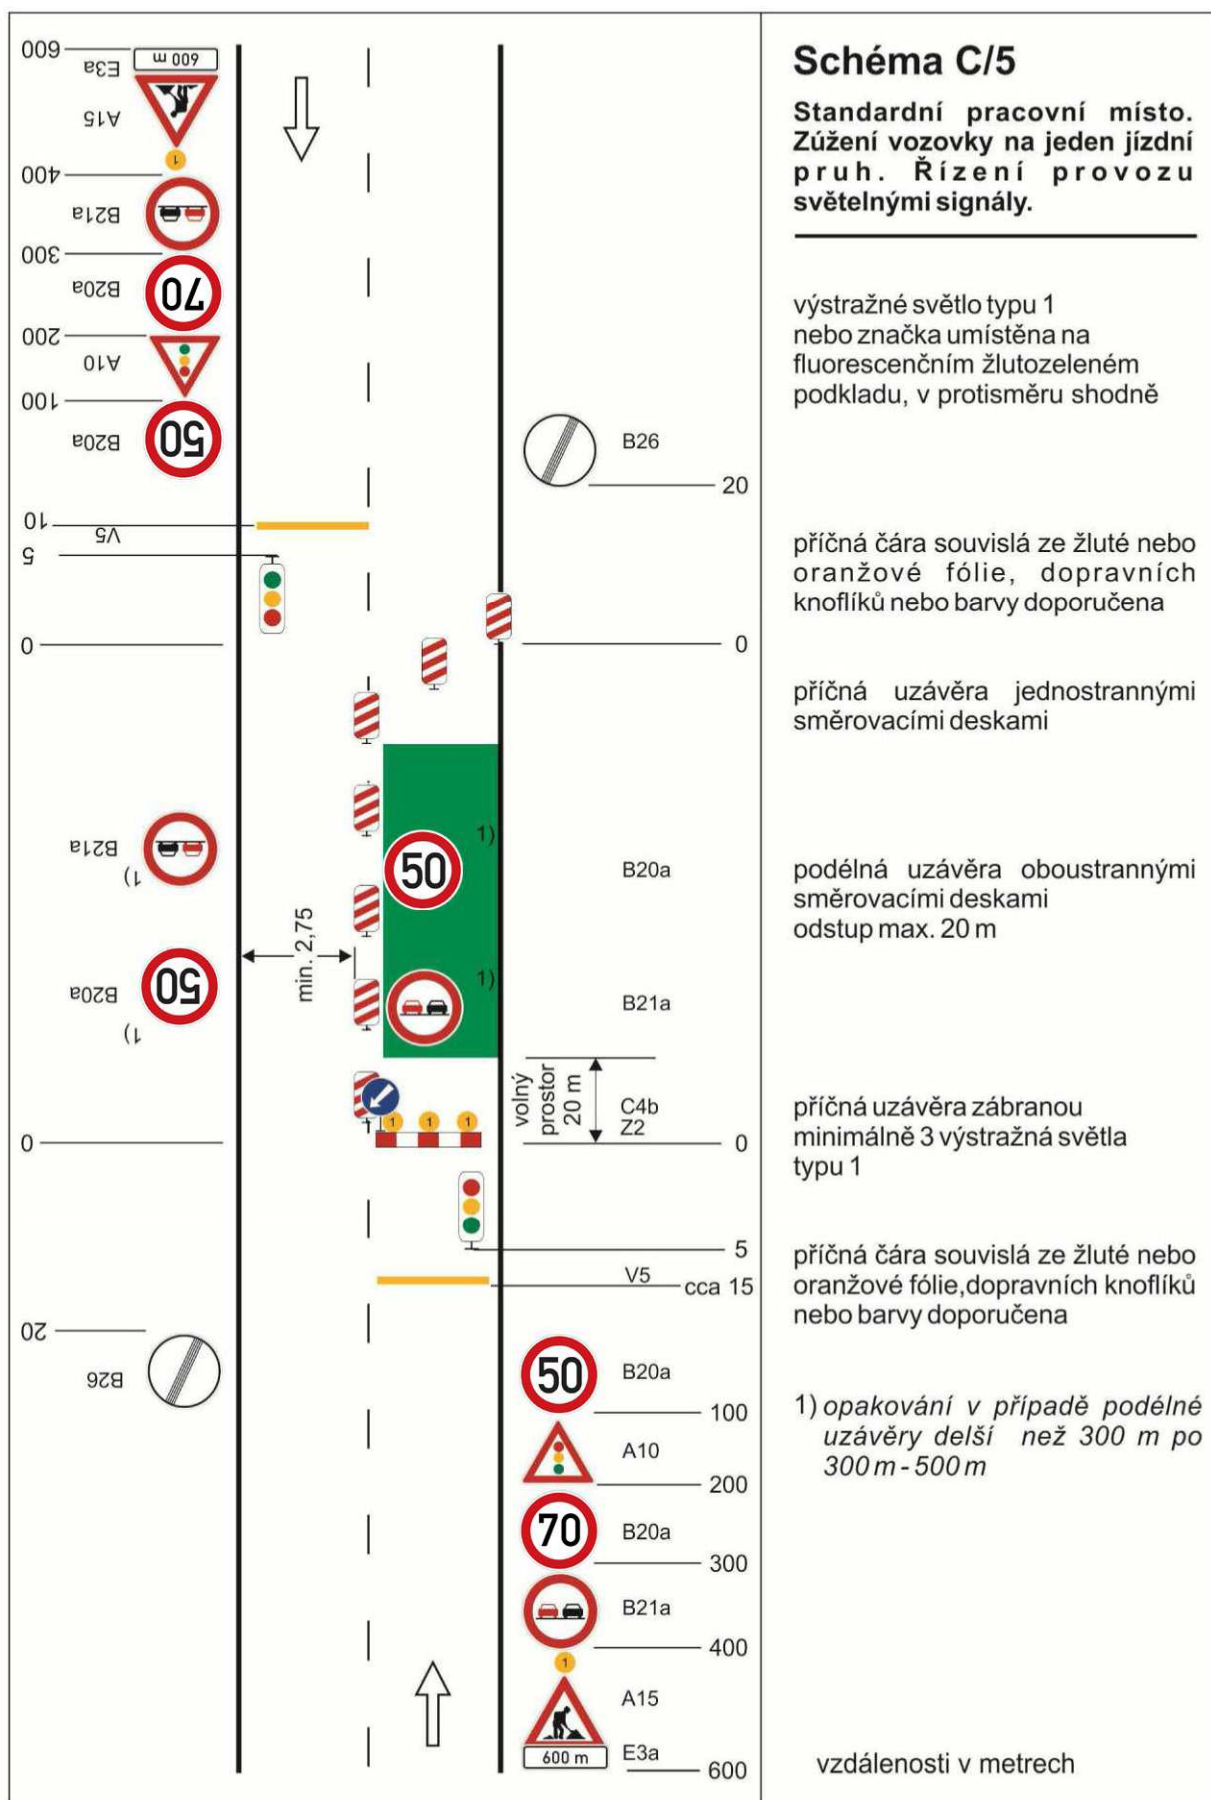 Schéma C/5
Standardní pracovní místo.
Zúžení vozovky na jeden jízdní
pruh. Řízení provozu
světelnými signály.
výstražné světlo typu 1
nebo značka umístěna na
fluorescenčním žlutozeleném
podkladu, v protisměru shodně
příčná čára souvislá ze žluté nebo
oranžové fólie, dopravních
knoflíků nebo barvy doporučena
příčná uzávěra jednostrannými
směrovacími deskami
podélná uzávěra oboustrannými
směrovacími deskami
odstup max. 20 m
příčná uzávěra zábranou
minimálně 3 výstražná světla
typu 1
příčná čára souvislá ze žluté nebo
oranžové fólie,dopravních knoflíků
nebo barvy doporučena
1) opakování v případě podélné
uzávěry delší než 300 m po
300 m - 500 m
vzdálenosti v metrech
600
600 m
E3a
A15
1
400
B21a
300
B20a
70
200
A10
100
B20a
50
10
V5
5
0
B21a
1)
B20a
50
1)
0
20
B26
B26
20
0
1)
50
B20a
min. 2,75
1)
B21a
volný
prostor
20 m
C4b
Z2
1 1 1
0
5
V5
cca 15
50
B20a
100
A10
200
70
B20a
300
B21a
400
1
A15
600 m
E3a
600